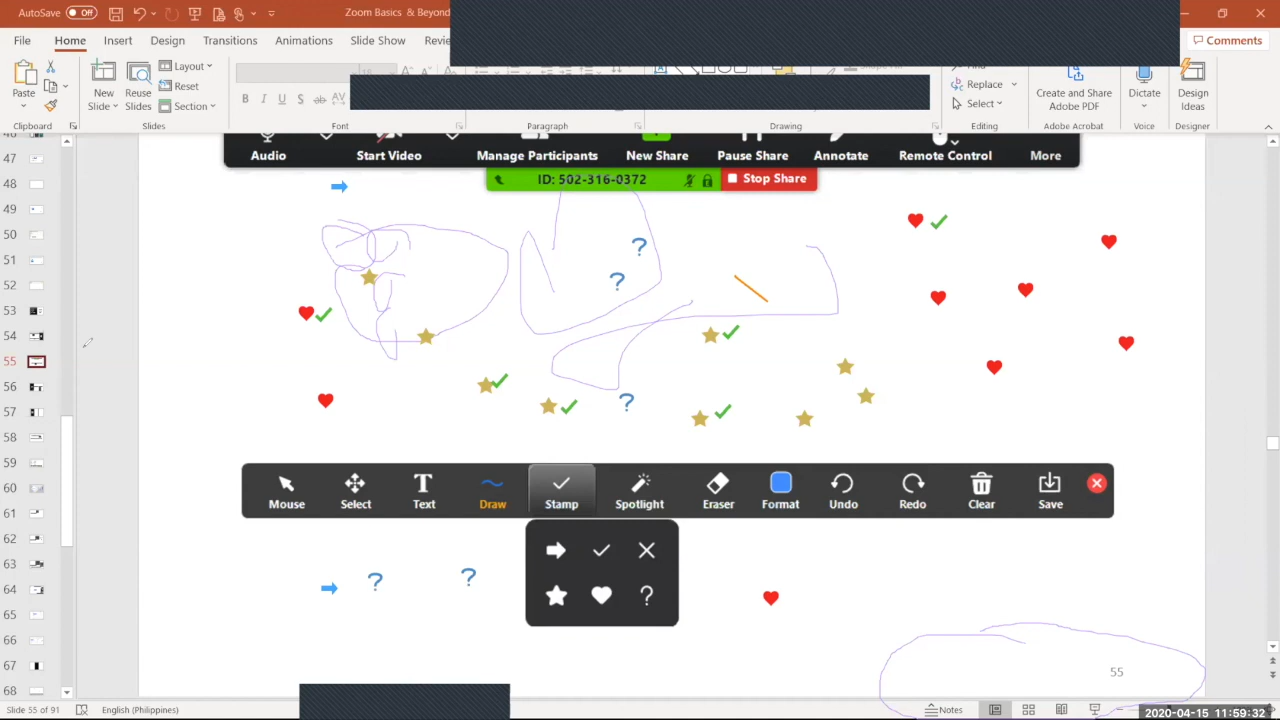 AutoSave Off
Zoom Basics & Beyond
File Home Insert Design Transitions Animations Slide Show Revie
Comments
Paste
New Slide
Reuse Slides
Layout
Reset
Section
B I U S ab AV
Replace
Select
Create and Share Adobe PDF
Dictate
Design Ideas
Clipboard Slides Font Paragraph Drawing Editing Adobe Acrobat Voice Designer
Audio Start Video Manage Participants New Share Pause Share Annotate Remote Control More
ID: 502-316-0372 Stop Share
47
48
49
50
51
52
53
54
55
56
57
59
60
62
63
64
65
66
67
68
? ? ?
Mouse Select Text Draw Stamp Spotlight Eraser Format Undo Redo Clear Save
?
? ?
55
Slide 55 of 91 English (Philippines) Notes
2020-04-15 11:59:32